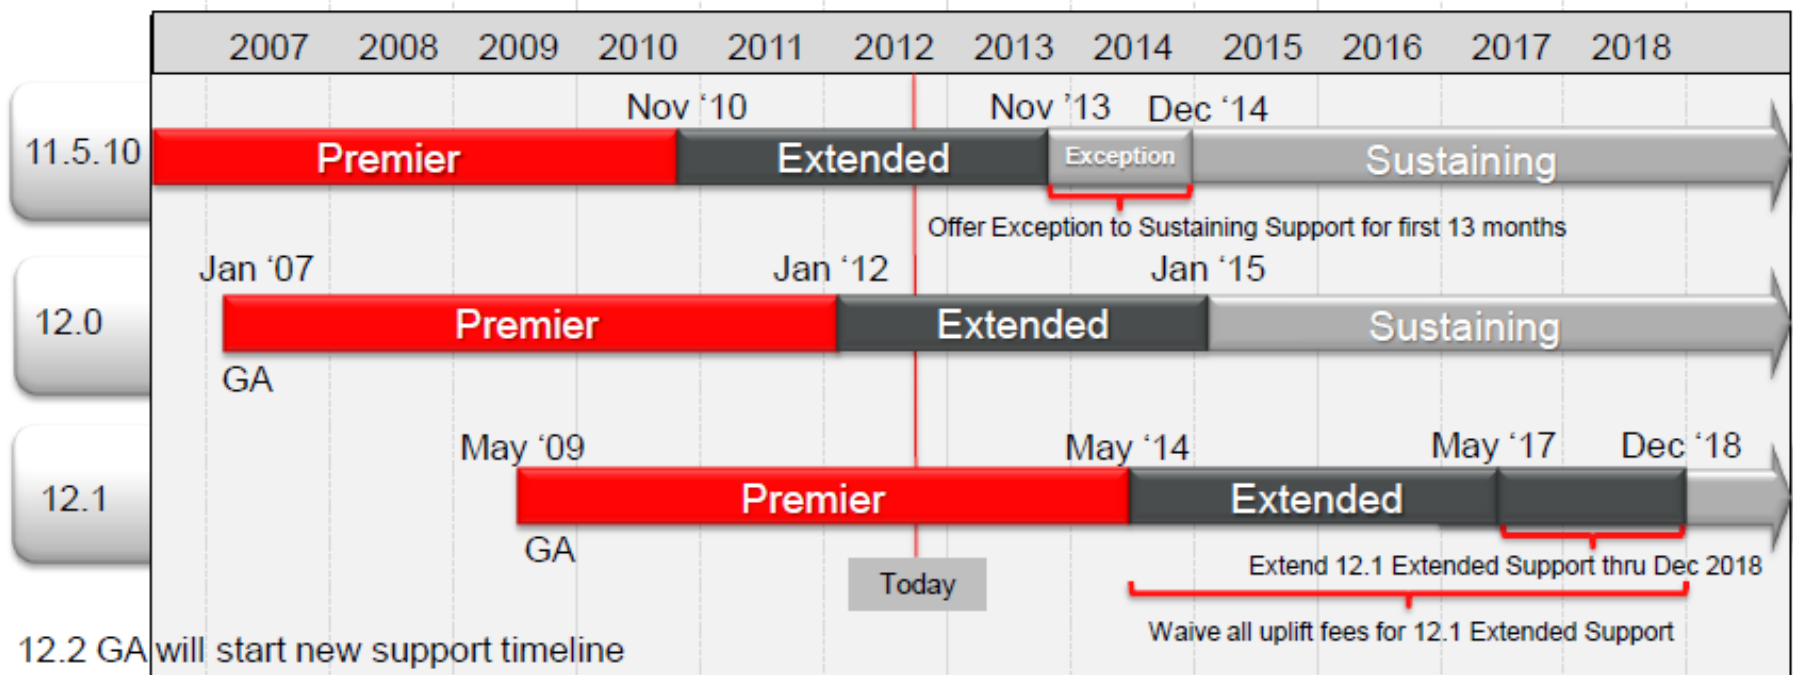 2007 2008 2009 2010 2011 2012 2013 2014 2015 2016 2017 2018
Nov ‘10 Nov ’13 Dec ‘14
11.5.10 Premier Extended Exception Sustaining
Offer Exception to Sustaining Support for first 13 months
Jan ‘07 Jan ‘12 Jan ‘15
12.0 Premier Extended Sustaining
GA
May ‘09 May ‘14 May ‘17 Dec ‘18
12.1 Premier Extended
GA
Extend 12.1 Extended Support thru Dec 2018
Today
Waive all uplift fees for 12.1 Extended Support
12.2 GA will start new support timeline